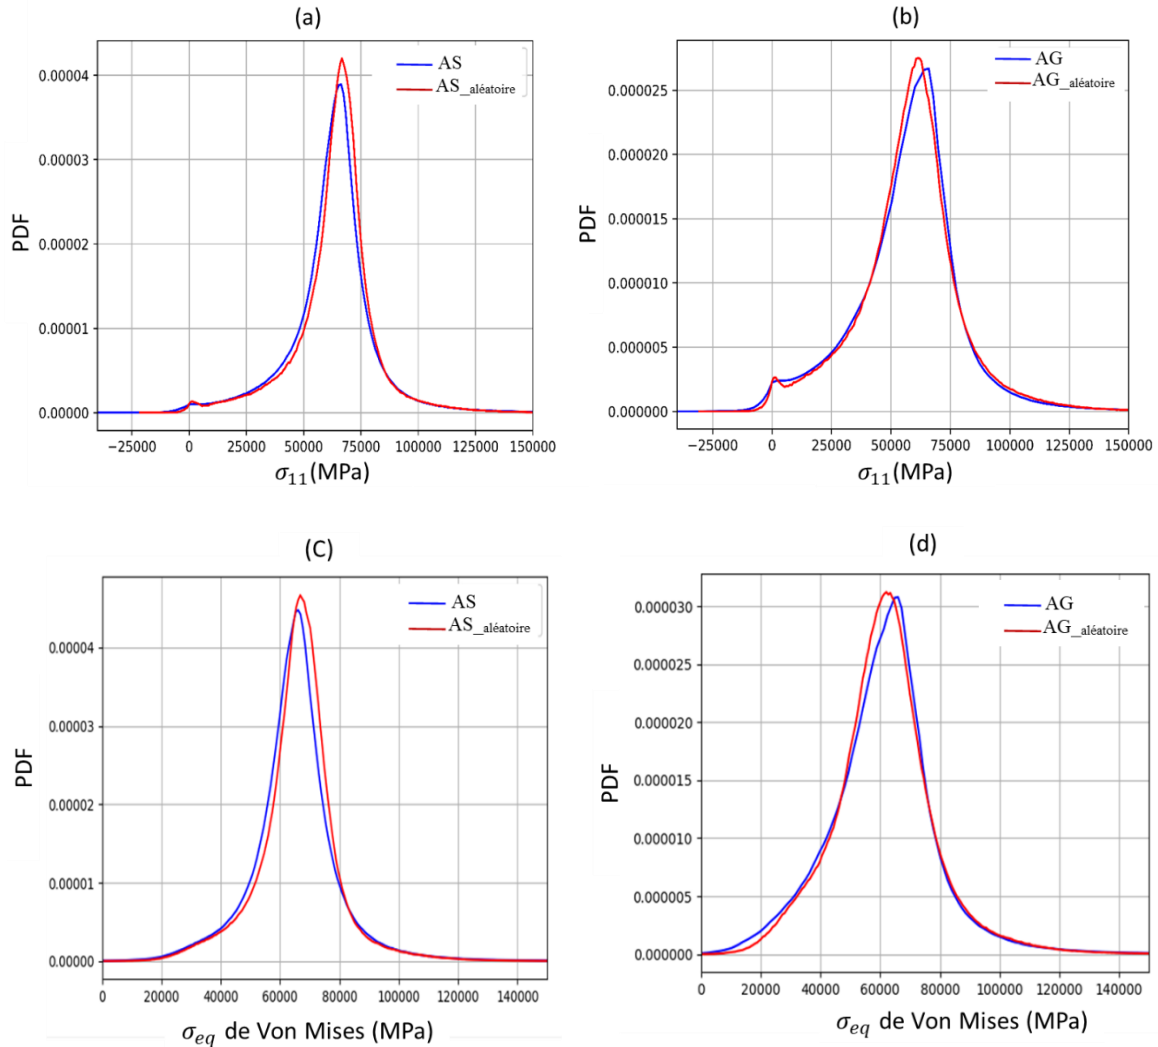 (a)
AS
AS_aléatoire
0.00004
0.00003
0.00002
0.00001
0.00000
PDF
−25000 0 25000 50000 75000 100000 125000 150000
σ11(MPa)
(b)
AG
AG_aléatoire
0.000025
0.000020
0.000015
0.000010
0.000005
0.000000
PDF
−25000 0 25000 50000 75000 100000 125000 150000
σ11(MPa)
(C)
AS
AS_aléatoire
0.00004
0.00003
0.00002
0.00001
0.00000
PDF
0 20000 40000 60000 80000 100000 120000 140000
σeq de Von Mises (MPa)
(d)
AG
AG_aléatoire
0.000030
0.000025
0.000020
0.000015
0.000010
0.000005
0.000000
PDF
0 20000 40000 60000 80000 100000 120000 140000
σeq de Von Mises (MPa)